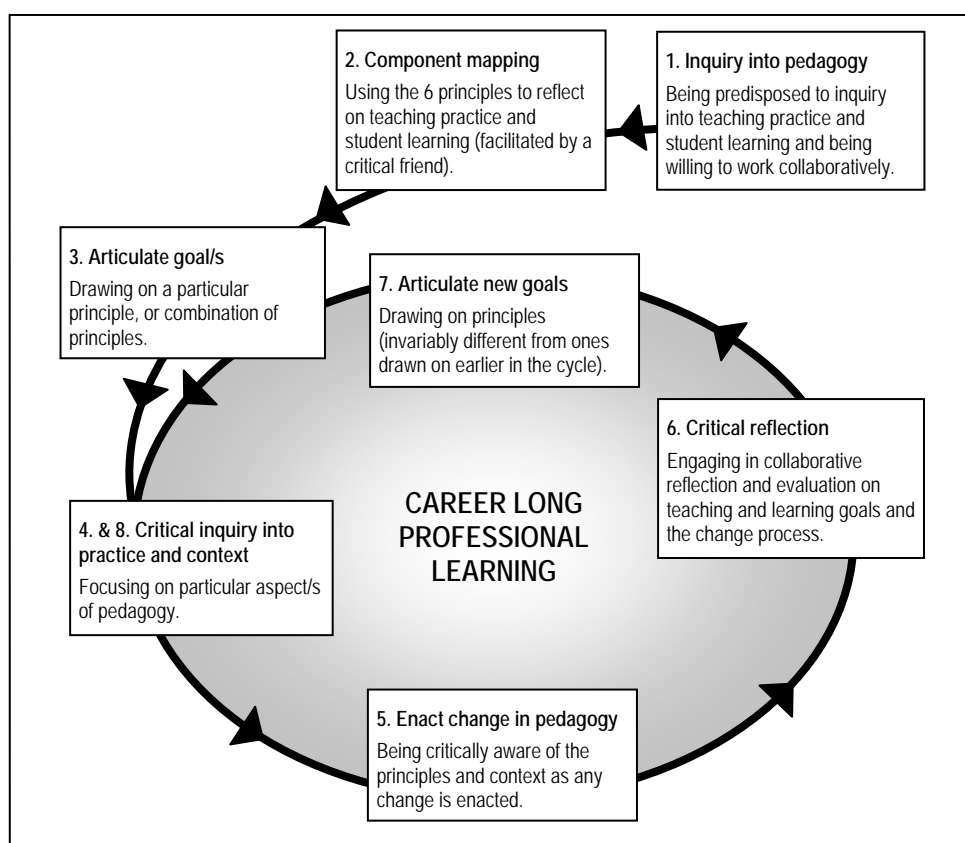 1. Inquiry into pedagogy
Being predisposed to inquiry
into teaching practice and
student learning and being
willing to work collaboratively.
2. Component mapping
Using the 6 principles to reflect
on teaching practice and
student learning (facilitated by a
critical friend).
3. Articulate goal/s
Drawing on a particular
principle, or combination of
principles.
4. & 8. Critical inquiry into
practice and context
Focusing on particular aspect/s
of pedagogy.
5. Enact change in pedagogy
Being critically aware of the
principles and context as any
change is enacted.
6. Critical reflection
Engaging in collaborative
reflection and evaluation on
teaching and learning goals and
the change process.
7. Articulate new goals
Drawing on principles
(invariably different from ones
drawn on earlier in the cycle).
CAREER LONG
PROFESSIONAL
LEARNING